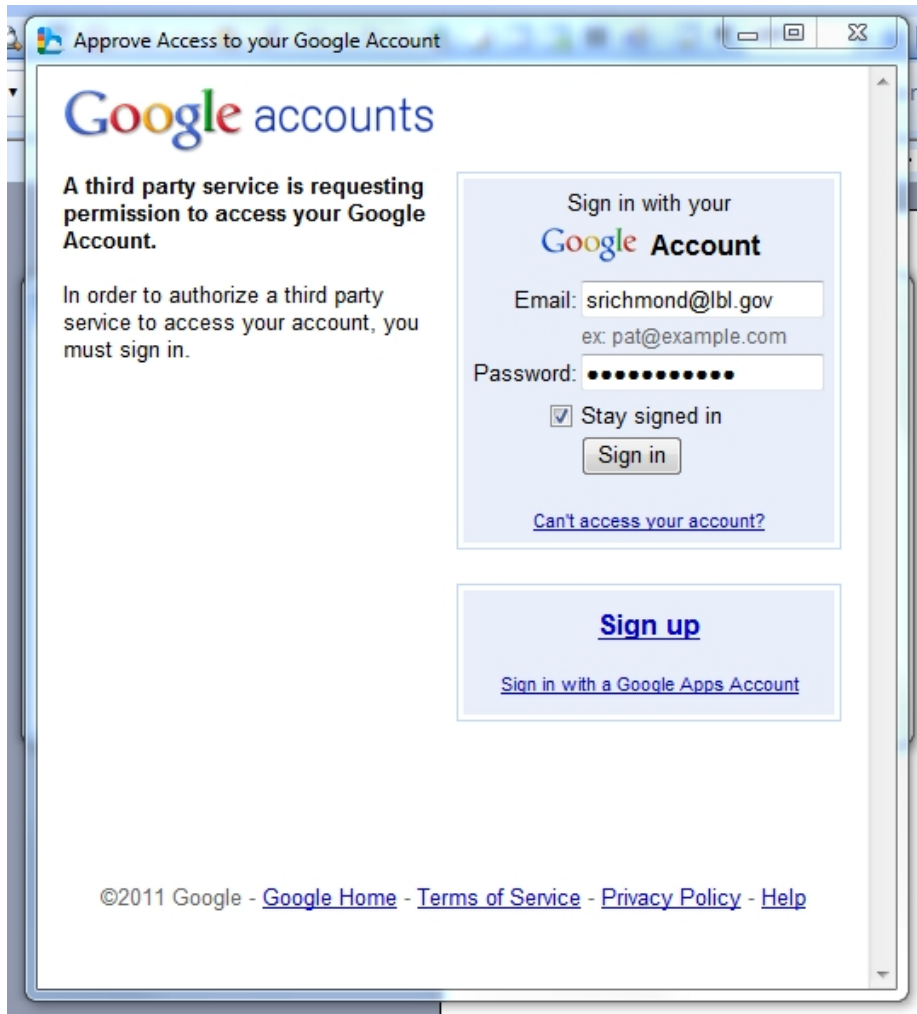 Approve Access to your Google Account
Google accounts
A third party service is requesting
permission to access your Google
Account.
In order to authorize a third party
service to access your account, you
must sign in.
Sign in with your
Google Account
Email: srichmond@lbl.gov
ex: pat@example.com
Password: •••••••••••
Stay signed in
Sign in
Can't access your account?
Sign up
Sign in with a Google Apps Account
©2011 Google - Google Home - Terms of Service - Privacy Policy - Help